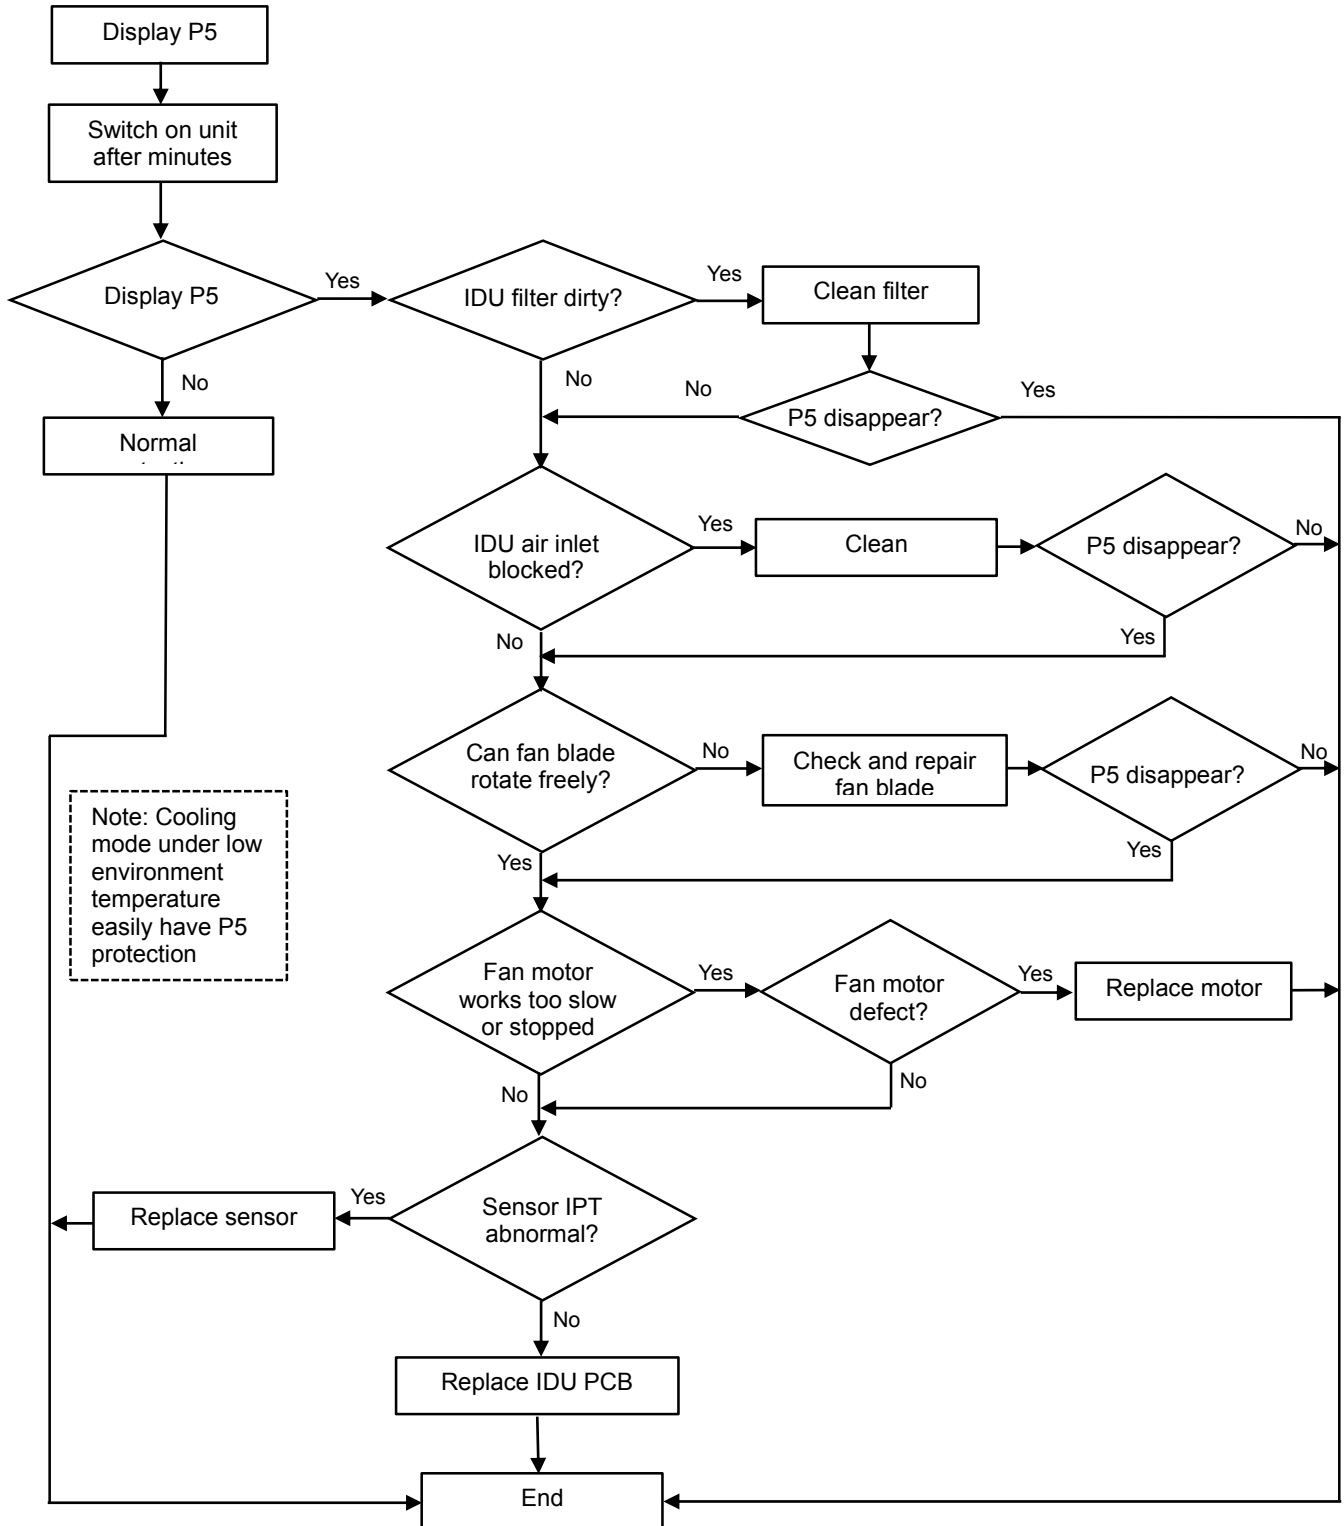 Display P5
Switch on unit
after minutes
Display P5
Yes
IDU filter dirty?
Yes
Clean filter
No
No
No
P5 disappear?
Yes
Normal
IDU air inlet
blocked?
Yes
Clean
P5 disappear?
No
No
Yes
Can fan blade
rotate freely?
No
Check and repair
fan blade
P5 disappear?
No
Yes
Yes
Note: Cooling
mode under low
environment
temperature
easily have P5
protection
Fan motor
works too slow
or stopped
Yes
Fan motor
defect?
Yes
Replace motor
No
No
Replace sensor
Yes
Sensor IPT
abnormal?
No
Replace IDU PCB
End